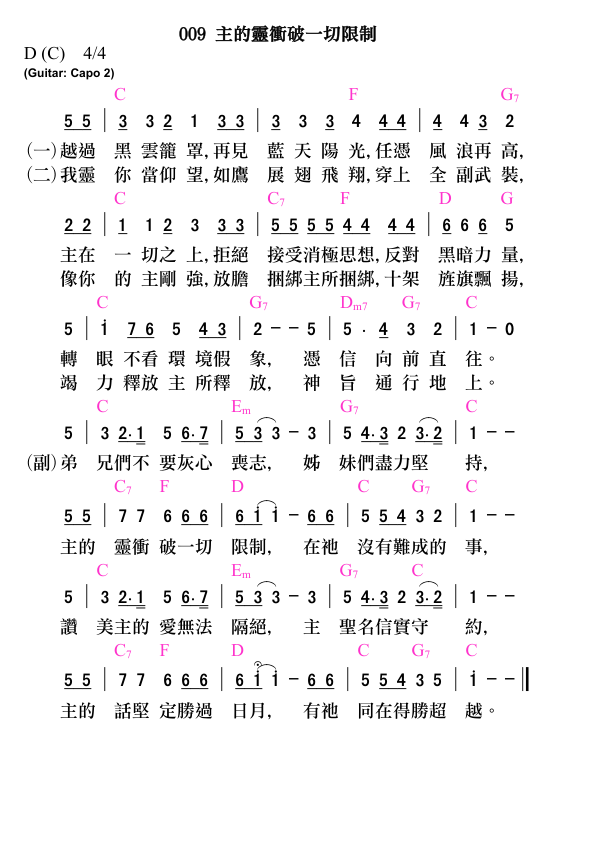 009 主的靈衝破一切限制
D (C) 4/4
(Guitar: Capo 2)
C F G7
5 5 | 3 3 2 1 3 3 | 3 3 3 4 4 4 | 4 4 3 2
(一)越過 黑 雲籠 罩,再見 藍 天 陽 光,任憑 風 浪再 高,
(二)我靈 你 當仰 望,如鷹 展 翅 飛 翔,穿上 全 副武 裝,
C C7 F D G
2 2 | 1 1 2 3 3 3 | 5 5 5 5 4 4 4 4 | 6 6 6 5
主在 一 切之 上,拒絕 接受消極思想,反對 黑暗力 量,
像你 的 主剛 強,放膽 捆綁主所捆綁,十架 旌旗飄 揚,
C G7 Dm7 G7 C
5 | i 7 6 5 4 3 | 2 - - 5 | 5 · 4 3 2 | 1 - 0
轉 眼 不看 環 境假 象, 憑 信 向 前 直 往。
竭 力 釋放 主 所釋 放, 神 旨 通 行 地 上。
C Em G7 C
5 | 3 2·1 5 6·7 | 5 3 3 - 3 | 5 4·3 2 3·2 | 1 - -
(副)弟 兄們不 要灰心 喪志, 姊 妹們盡力堅 持,
C7 F D C G7 C
5 5 | 7 7 6 6 6 | 6 i i - 6 6 | 5 5 4 3 2 | 1 - -
主的 靈衝 破一切 限制, 在祂 沒有難成的 事,
C Em G7 C
5 | 3 2·1 5 6·7 | 5 3 3 - 3 | 5 4·3 2 3·2 | 1 - -
讚 美主的 愛無法 隔絕, 主 聖名信實守 約,
C7 F D C G7 C
5 5 | 7 7 6 6 6 | 6 i i - 6 6 | 5 5 4 3 5 | i - - ‖
主的 話堅 定勝過 日月, 有祂 同在得勝超 越。